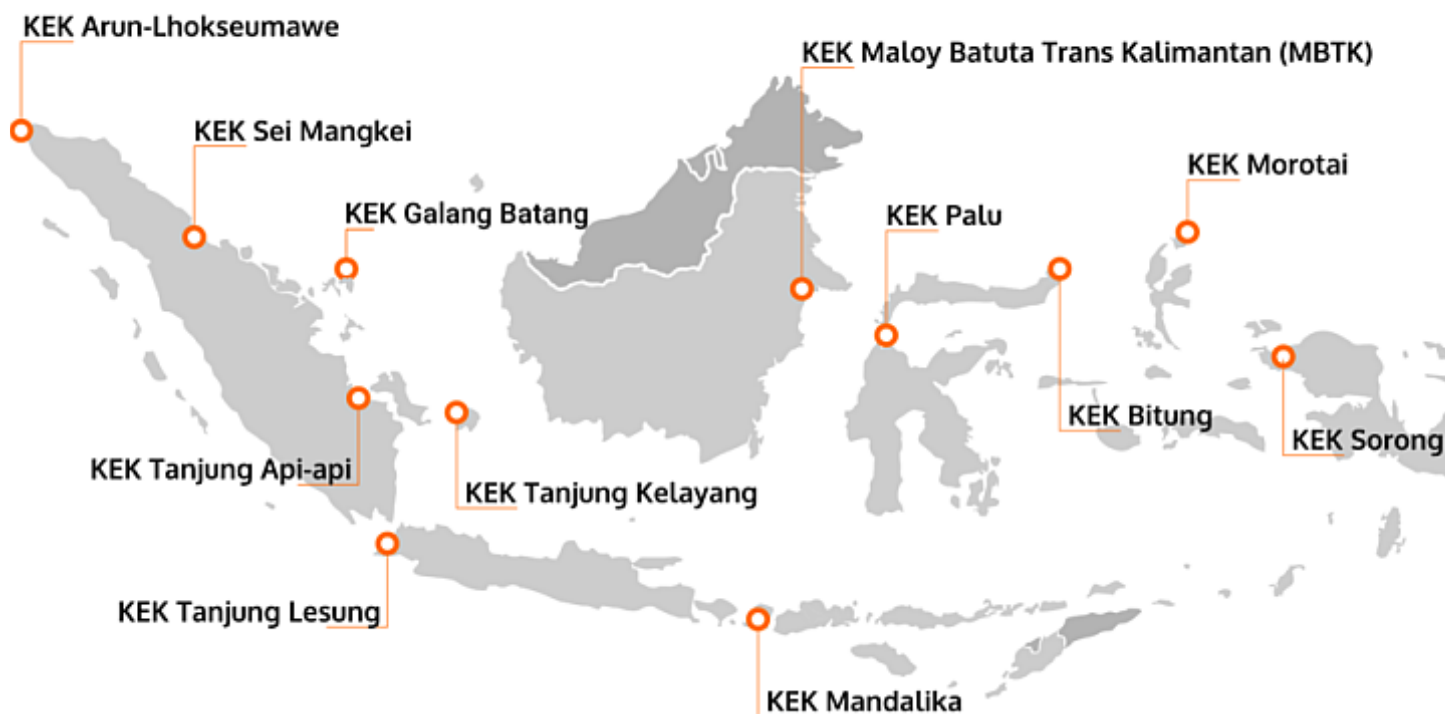 KEK Arun-Lhokseumawe
KEK Maloy Batuta Trans Kalimantan (MBTK)
KEK Sei Mangkei
KEK Morotai
KEK Galang Batang
KEK Palu
KEK Bitung
KEK Sorong
KEK Tanjung Api-api
KEK Tanjung Kelayang
KEK Tanjung Lesung
KEK Mandalika